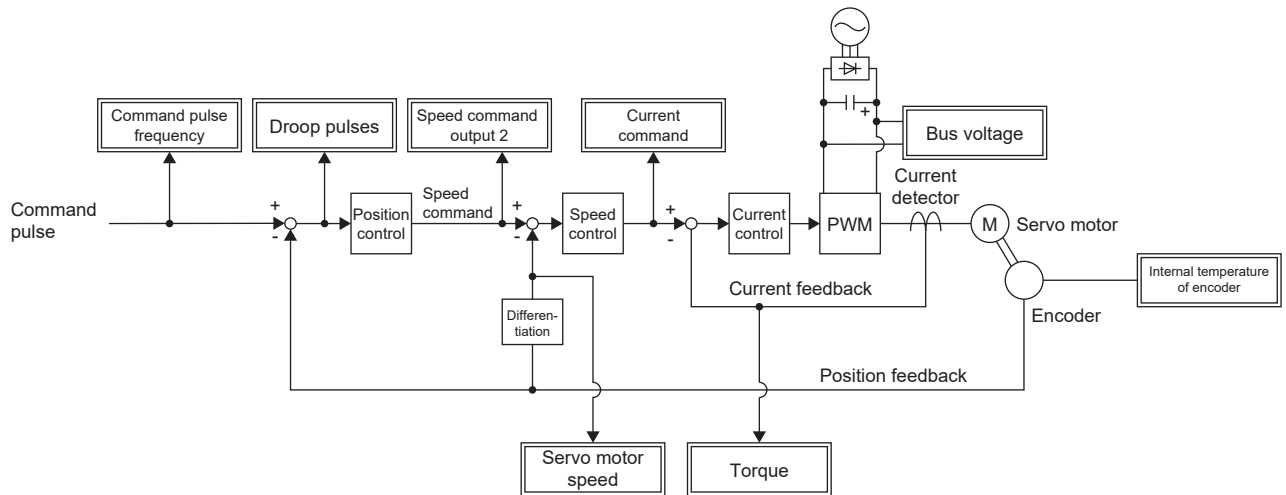 Command pulse
frequency
Droop pulses
Speed command
output 2
Current
command
Bus voltage
+
Current
detector
Command
pulse
+
-
Position
control
Speed
command
+
-
Speed
control
+
-
Current
control
PWM
M
Servo motor
Internal temperature
of encoder
Current feedback
Encoder
Differen-
tiation
Position feedback
Servo motor
speed
Torque